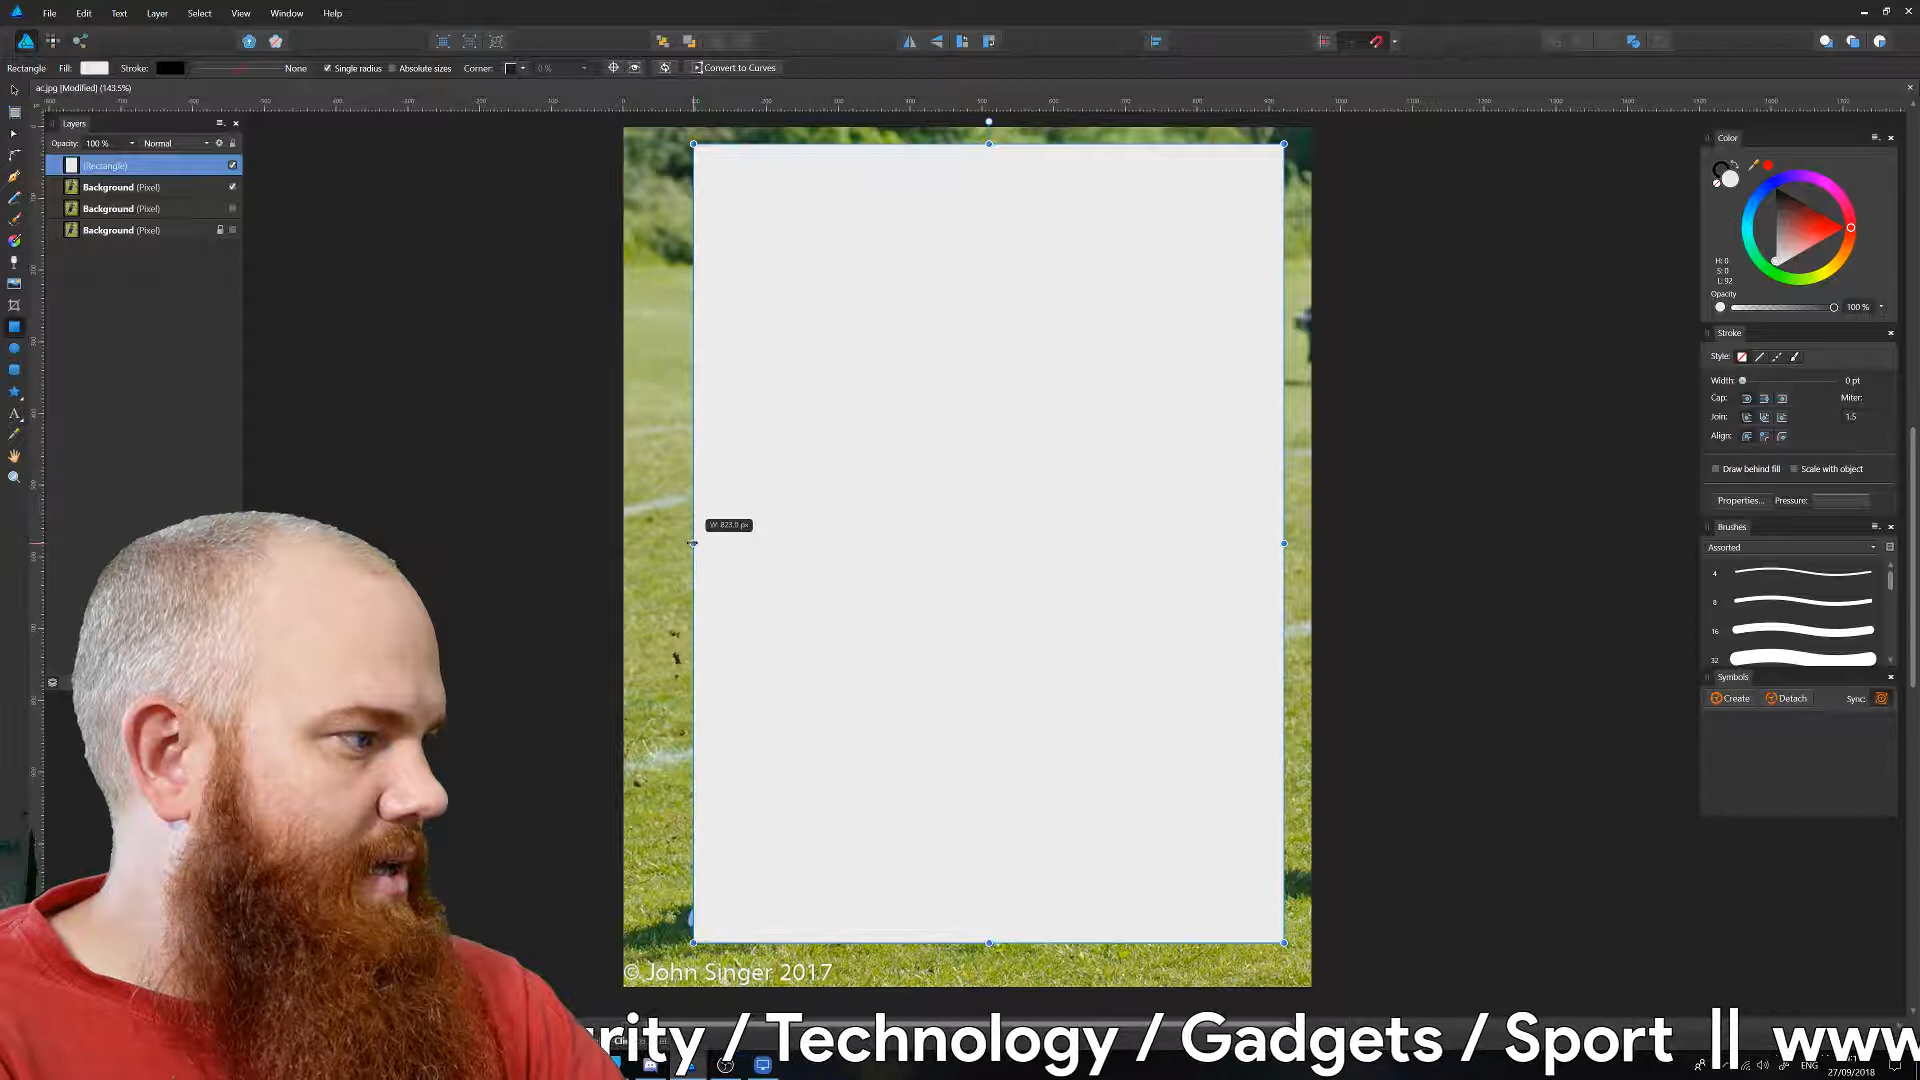 File Edit Text Layer Select View Window Help
Rectangle Fill: Stroke: None Single radius Absolute sizes Corner: 0 % Convert to Curves
ac.jpg [Modified] (143.5%)
Layers
Opacity: 100 % Normal
(Rectangle)
Background (Pixel)
Background (Pixel)
Background (Pixel)
W: 823.0 px
© John Singer 2017
Color
H: 0
S: 0
L: 92
Opacity
100 %
Stroke
Style:
Width: 0 pt
Cap: Miter:
Join: 1.5
Align:
Draw behind fill Scale with object
Properties... Pressure:
Brushes
Assorted
4
8
16
32
Symbols
Create Detach Sync:
urity / Technology / Gadgets / Sport || www
ENG
27/09/2018